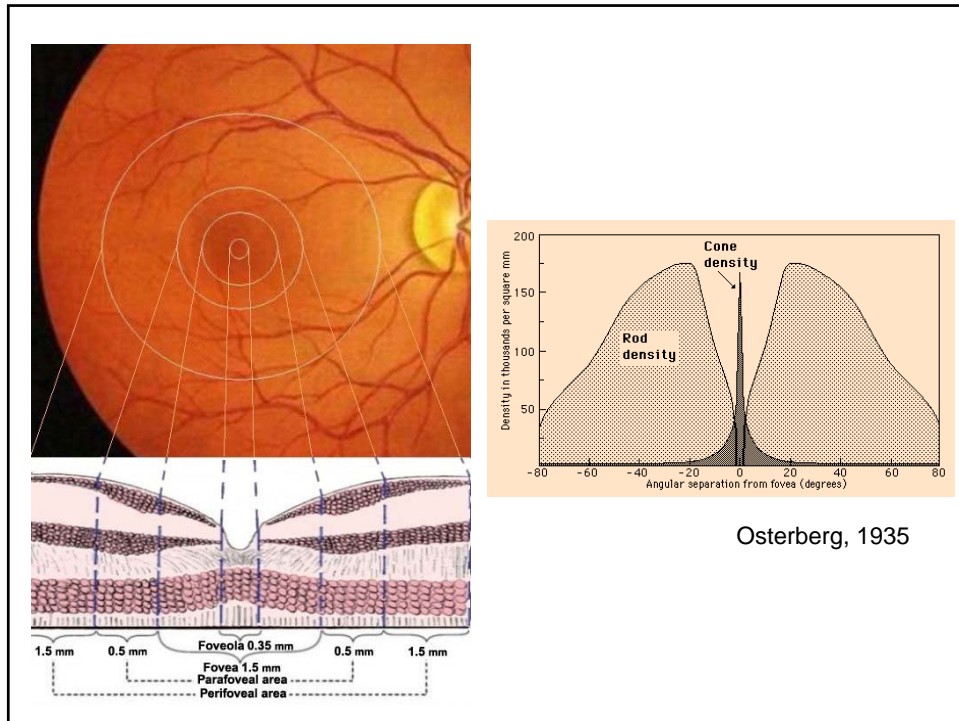 200
150
100
50
Density in thousands per square mm
Cone
density
Rod
density
-80 -60 -40 -20 0 20 40 60 80
Angular separation from fovea (degrees)
Osterberg, 1935
Foveola 0.35 mm
1.5 mm 0.5 mm 0.5 mm 1.5 mm
Fovea 1.5 mm
Parafoveal area
Perifoveal area